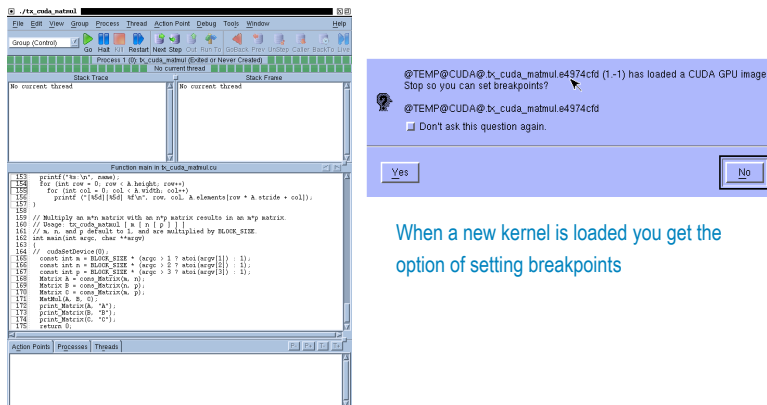 ./tx_cuda_matmul
File Edit View Group Process Thread Action Point Debug Tools Window Help
Group (Control) Go Halt Kill Restart Next Step Out Run To GoBack Prev UnStep Caller BackTo Live
Process 1 (0): tx_cuda_matmul (Exited or Never Created)
No current thread
Stack Trace
Stack Frame
No current thread
No current thread
Function main in tx_cuda_matmul.cu
153 printf("%s:\n", name);
154 for (int row = 0; row < A.height; row++)
155 for (int col = 0; col < A.width; col++)
156 printf ("[%5d][%5d] %f\n", row, col, A.elements[row * A.stride + col]);
157 }
158
159 // Multiply an m*n matrix with an n*p matrix results in an m*p matrix.
160 // Usage: tx_cuda_matmul [ m [ n [ p ] ] ]
161 // m, n, and p default to 1, and are multiplied by BLOCK_SIZE.
162 int main(int argc, char **argv)
163 {
164 // cudaSetDevice(0);
165 const int m = BLOCK_SIZE * (argc > 1 ? atoi(argv[1]) : 1);
166 const int n = BLOCK_SIZE * (argc > 2 ? atoi(argv[2]) : 1);
167 const int p = BLOCK_SIZE * (argc > 3 ? atoi(argv[3]) : 1);
168 Matrix A = cons_Matrix(m, n);
169 Matrix B = cons_Matrix(n, p);
170 Matrix C = cons_Matrix(m, p);
171 MatMul(A, B, C);
172 print_Matrix(A, "A");
173 print_Matrix(B, "B");
174 print_Matrix(C, "C");
175 return 0;
Action Points Processes Threads P- P+ T- T+
@TEMP@CUDA@.tx_cuda_matmul.e4974cfd (1.-1) has loaded a CUDA GPU image
Stop so you can set breakpoints?
@TEMP@CUDA@.tx_cuda_matmul.e4974cfd
Don't ask this question again.
Yes No
When a new kernel is loaded you get the
option of setting breakpoints